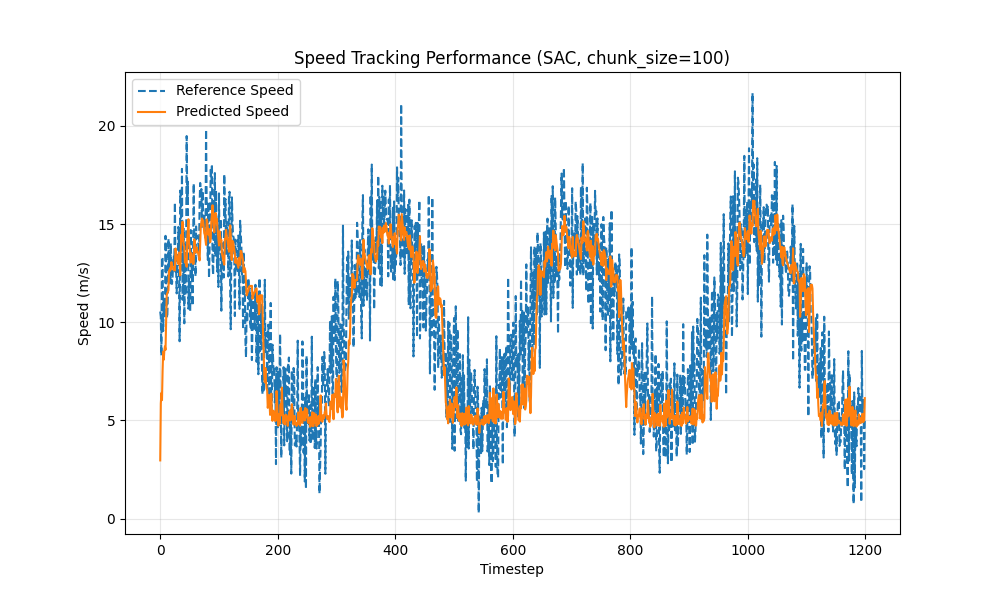 Speed Tracking Performance (SAC, chunk_size=100)
Reference Speed
Predicted Speed
Speed (m/s)
20
15
10
5
0
0 200 400 600 800 1000 1200
Timestep